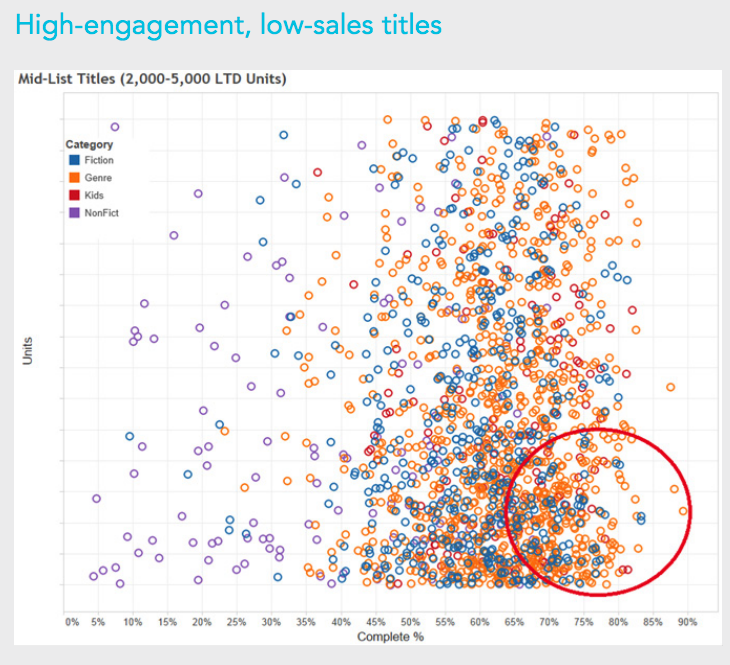 High-engagement, low-sales titles
Mid-List Titles (2,000-5,000 LTD Units)
Category
Fiction
Genre
Kids
NonFict
Units
0% 5% 10% 15% 20% 25% 30% 35% 40% 45% 50% 55% 60% 65% 70% 75% 80% 85% 90%
Complete %